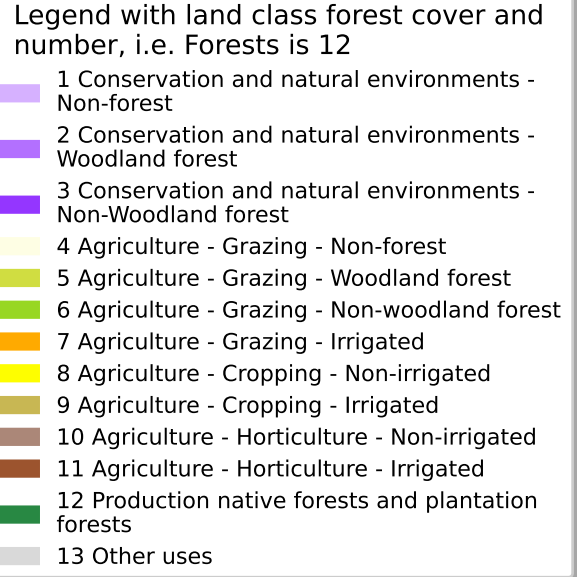 Legend with land class forest cover and
number, i.e. Forests is 12
1 Conservation and natural environments -
Non-forest
2 Conservation and natural environments -
Woodland forest
3 Conservation and natural environments -
Non-Woodland forest
4 Agriculture - Grazing - Non-forest
5 Agriculture - Grazing - Woodland forest
6 Agriculture - Grazing - Non-woodland forest
7 Agriculture - Grazing - Irrigated
8 Agriculture - Cropping - Non-irrigated
9 Agriculture - Cropping - Irrigated
10 Agriculture - Horticulture - Non-irrigated
11 Agriculture - Horticulture - Irrigated
12 Production native forests and plantation
forests
13 Other uses